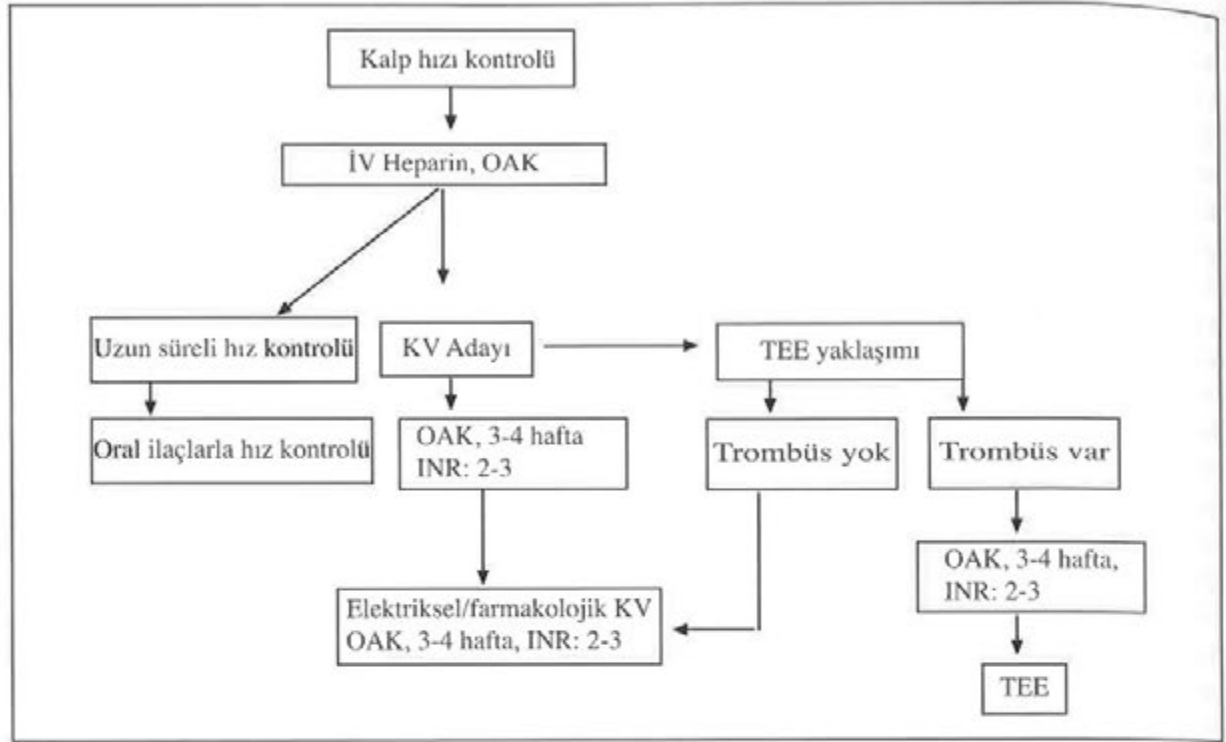 Kalp hızı kontrolü
İV Heparin, OAK
Uzun süreli hız kontrolü
KV Adayı
TEE yaklaşımı
Oral ilaçlarla hız kontrolü
OAK, 3-4 hafta
INR: 2-3
Trombüs yok
Trombüs var
OAK, 3-4 hafta,
INR: 2-3
Elektriksel/farmakolojik KV
OAK, 3-4 hafta, INR: 2-3
TEE